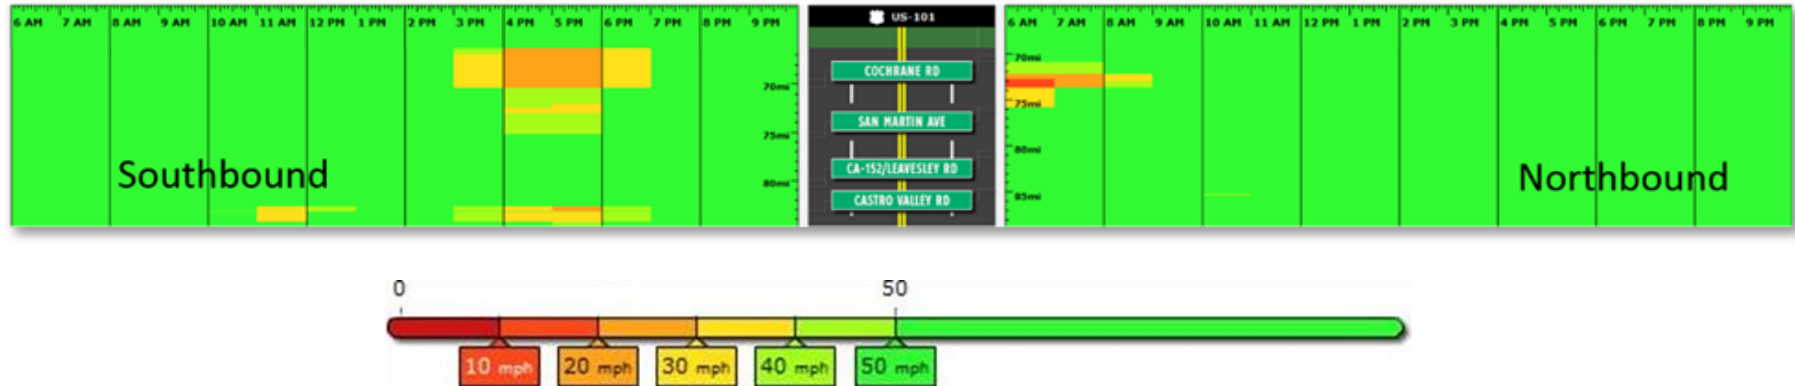 6 AM 7 AM 8 AM 9 AM 10 AM 11 AM 12 PM 1 PM 2 PM 3 PM 4 PM 5 PM 6 PM 7 PM 8 PM 9 PM
70mi
75mi
80mi
Southbound
US-101
COCHRANE RD
SAN MARTIN AVE
CA-152/LEAVESLEY RD
CASTRO VALLEY RD
6 AM 7 AM 8 AM 9 AM 10 AM 11 AM 12 PM 1 PM 2 PM 3 PM 4 PM 5 PM 6 PM 7 PM 8 PM 9 PM
70mi
75mi
80mi
85mi
Northbound
0 50
10 mph 20 mph 30 mph 40 mph 50 mph